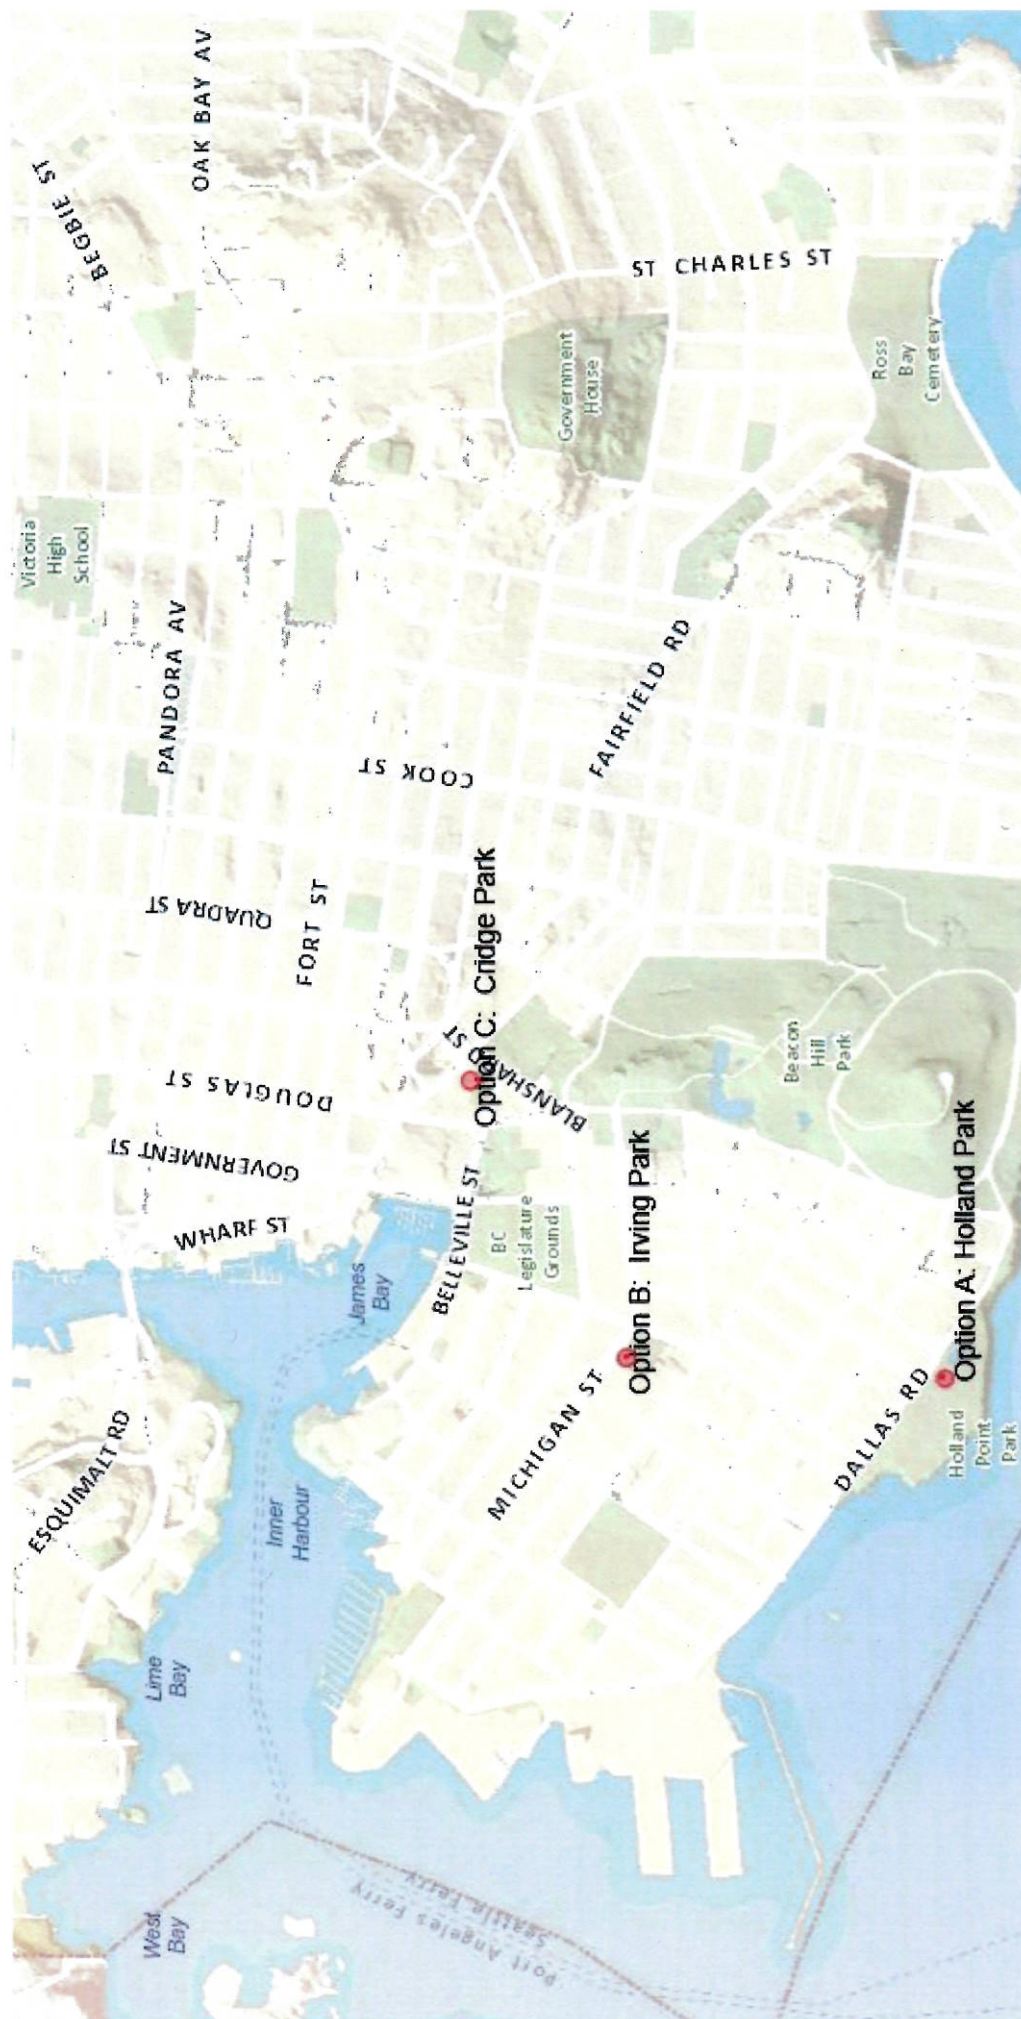 West
Bay
Lime
Bay
ESQUIMALT RD
Inner
Harbour
James
Bay
WHARF ST
GOVERNMENT ST
DOUGLAS ST
QUADRA ST
FORT ST
PANDORA AV
Victoria
High
School
BEGBIE ST
OAK BAY AV
COOK ST
BELLEVILLE ST
BC
Legislature
Grounds
BLANSHARD ST
Option C: Cridge Park
FAIRFIELD RD
Government
House
ST CHARLES ST
Ross
Bay
Cemetery
MICHIGAN ST
Option B: Irving Park
Beacon
Hill
Park
DALLAS RD
Option A: Holland Park
Holland
Point
Park
Port Angeles Ferry
Seattle Ferry